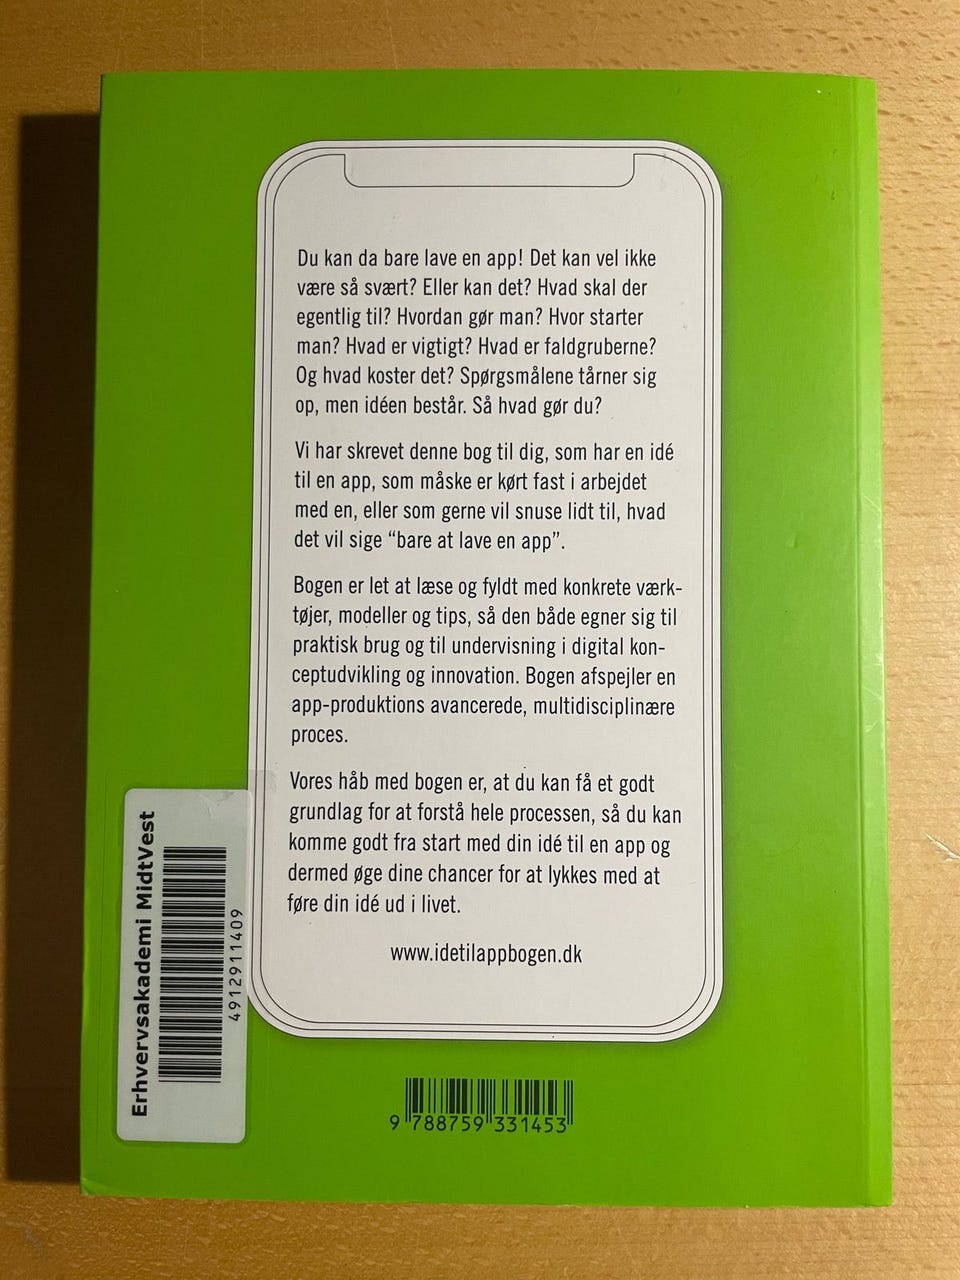 Du kan da bare lave en app! Det kan vel ikke
være så svært? Eller kan det? Hvad skal der
egentlig til? Hvordan gør man? Hvor starter
man? Hvad er vigtigt? Hvad er faldgruberne?
Og hvad koster det? Spørgsmålene tårner sig
op, men idéen består. Så hvad gør du?
Vi har skrevet denne bog til dig, som har en idé
til en app, som måske er kørt fast i arbejdet
med en, eller som gerne vil snuse lidt til, hvad
det vil sige “bare at lave en app”.
Bogen er let at læse og fyldt med konkrete værk-
tøjer, modeller og tips, så den både egner sig til
praktisk brug og til undervisning i digital kon-
ceptudvikling og innovation. Bogen afspejler en
app-produktions avancerede, multidisciplinære
proces.
Vores håb med bogen er, at du kan få et godt
grundlag for at forstå hele processen, så du kan
komme godt fra start med din idé til en app og
dermed øge dine chancer for at lykkes med at
føre din idé ud i livet.
www.idetilappbogen.dk
Erhvervsakademi MidtVest
4912911409
9 788759 331453